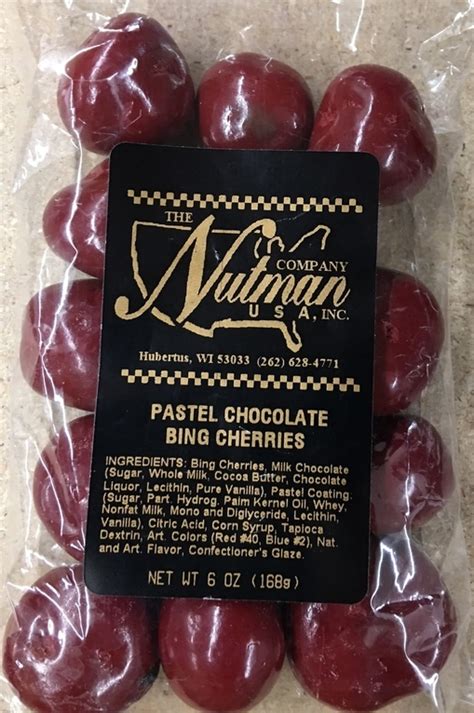 THE
Nutman
COMPANY
USA, INC.
Hubertus, WI 53033 (262) 628-4771
PASTEL CHOCOLATE
BING CHERRIES
INGREDIENTS: Bing Cherries, Milk Chocolate
(Sugar, Whole Milk, Cocoa Butter, Chocolate
Liquor, Lecithin, Pure Vanilla), Pastel Coating:
(Sugar, Part. Hydrog. Palm Kernel Oil, Whey,
Nonfat Milk, Mono and Diglyceride, Lecithin,
Vanilla), Citric Acid, Corn Syrup, Tapioca
Dextrin, Art. Colors (Red #40, Blue #2), Nat.
and Art. Flavor, Confectioner's Glaze.
NET WT 6 OZ (168g)